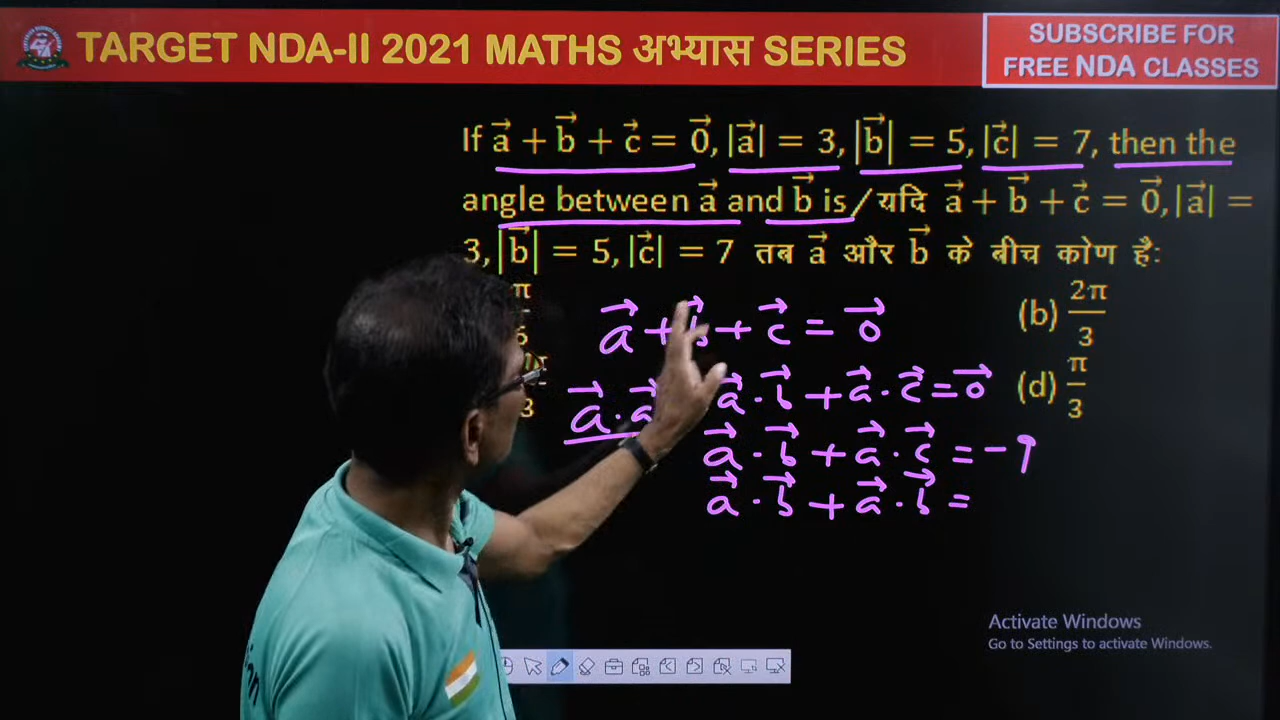 TARGET NDA-II 2021 MATHS अभ्यास SERIES
SUBSCRIBE FOR
FREE NDA CLASSES
If a⃗ + b⃗ + c⃗ = 0⃗, |a⃗| = 3, |b⃗| = 5, |c⃗| = 7, then the
angle between a⃗ and b⃗ is/यदि a⃗ + b⃗ + c⃗ = 0⃗, |a⃗| =
3, |b⃗| = 5, |c⃗| = 7 तब a⃗ और b⃗ के बीच कोण है:
(b) 2π/3
(d) π/3
a⃗ + b⃗ + c⃗ = 0⃗
a⃗ · a⃗ a⃗ · b⃗ + a⃗ · c⃗ = 0⃗
a⃗ · b⃗ + a⃗ · c⃗ = -9
a⃗ · b⃗ + a⃗ · b⃗ =
Activate Windows
Go to Settings to activate Windows.